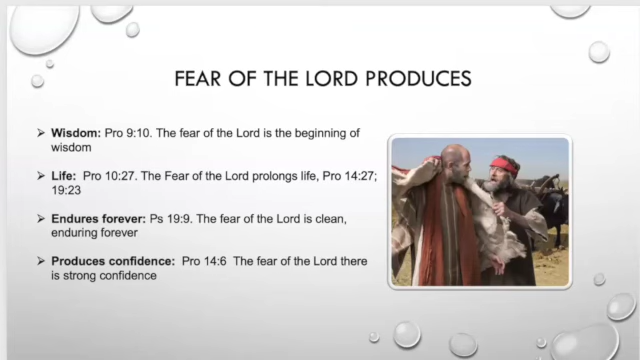 FEAR OF THE LORD PRODUCES
➢ Wisdom: Pro 9:10. The fear of the Lord is the beginning of
wisdom
➢ Life:  Pro 10:27. The Fear of the Lord prolongs life, Pro 14:27;
19:23
➢ Endures forever: Ps 19:9. The fear of the Lord is clean,
enduring forever
➢ Produces confidence:  Pro 14:6  The fear of the Lord there
is strong confidence